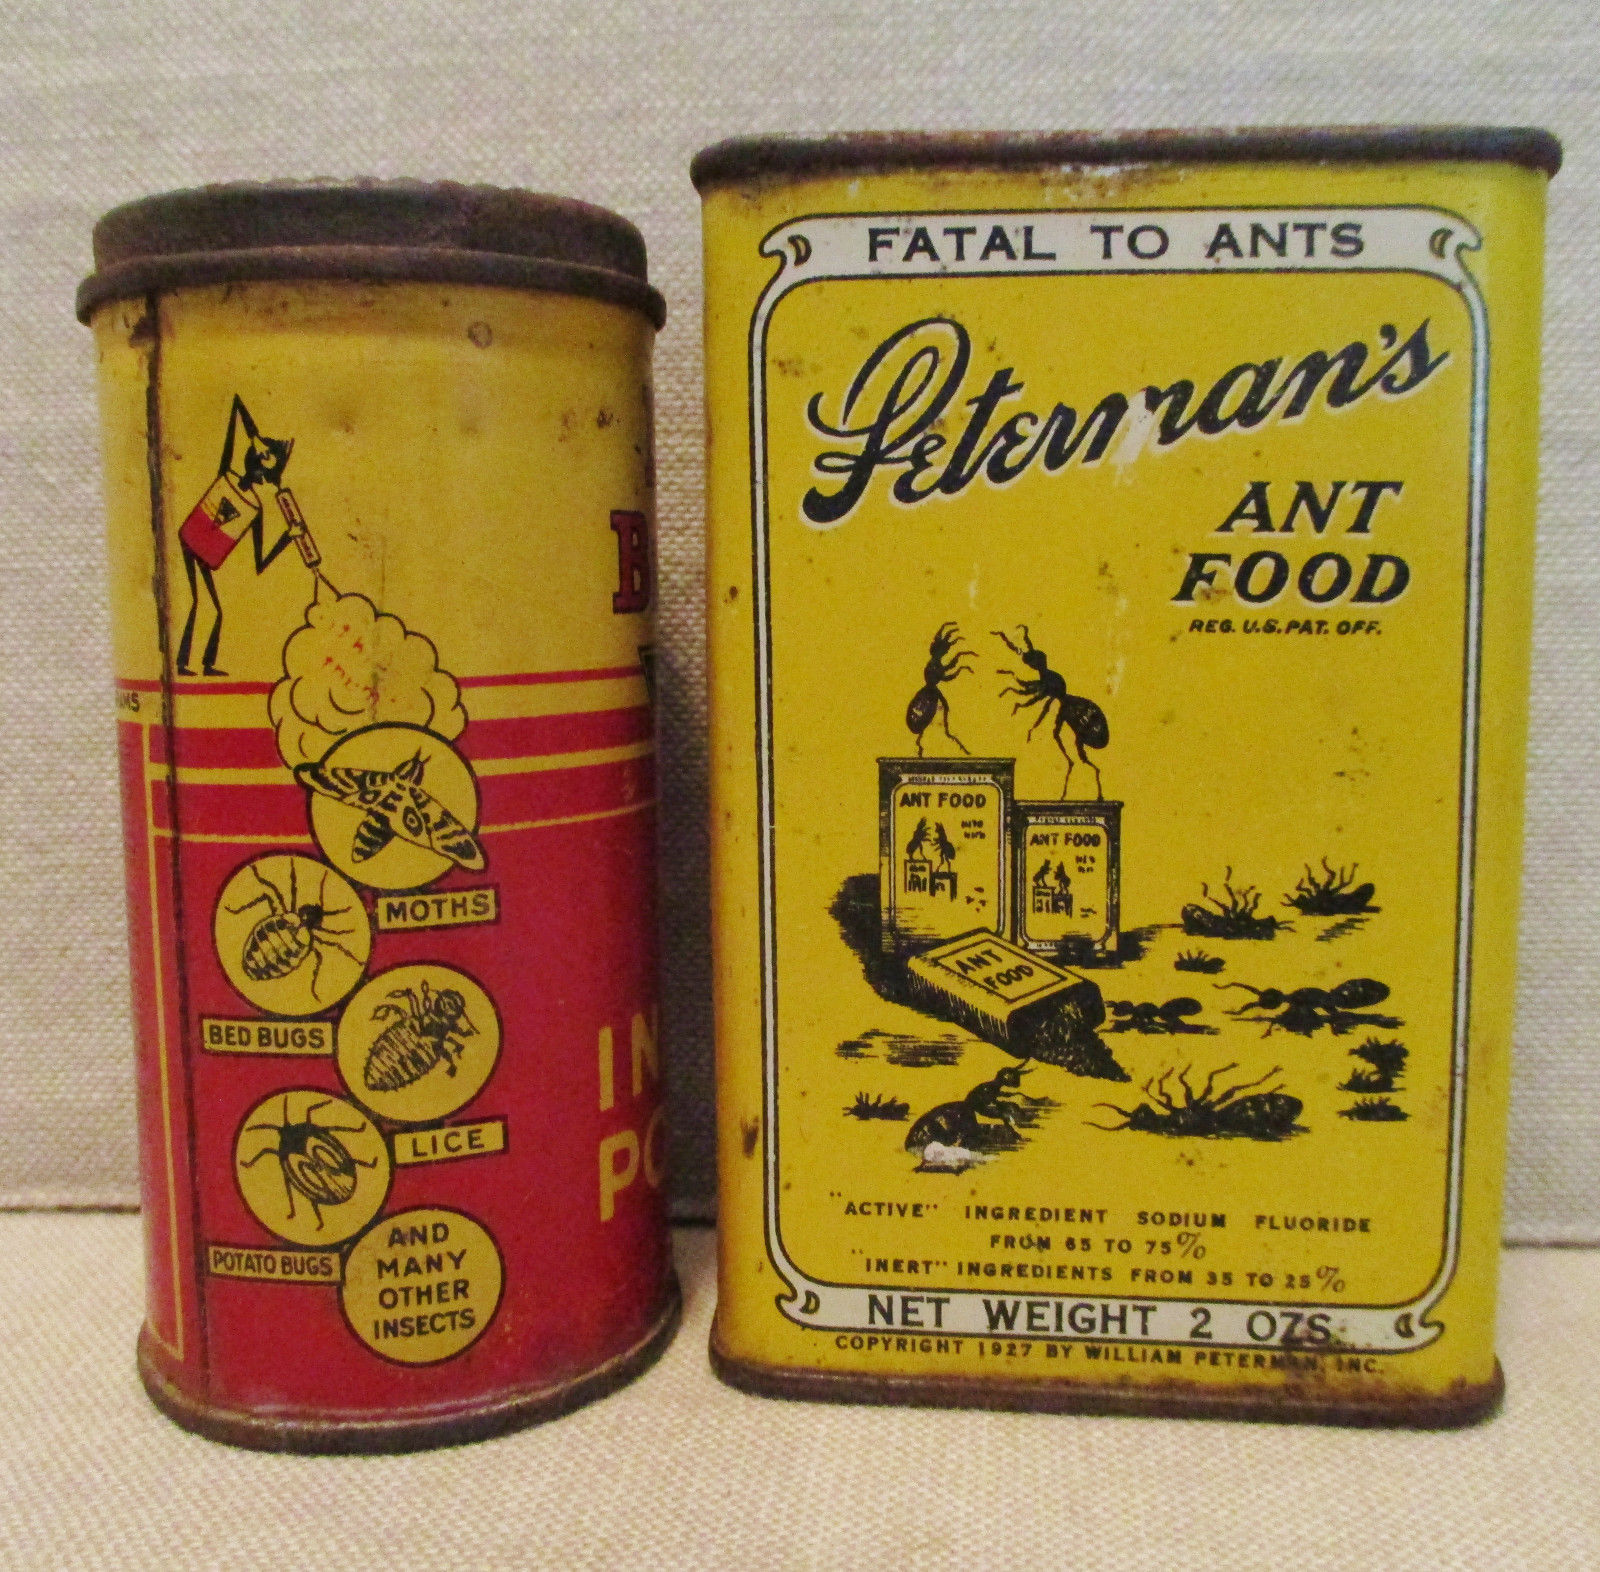 MOTHS
BED BUGS
LICE
POTATO BUGS
AND
MANY
OTHER
INSECTS
FATAL TO ANTS
Peterman's
ANT
FOOD
REG. U.S. PAT. OFF.
ANT FOOD
ANT FOOD
ANT
FOOD
"ACTIVE" INGREDIENT SODIUM FLUORIDE
FROM 65 TO 75%
"INERT" INGREDIENTS FROM 35 TO 25%
NET WEIGHT 2 OZS.
COPYRIGHT 1927 BY WILLIAM PETERMAN, INC.